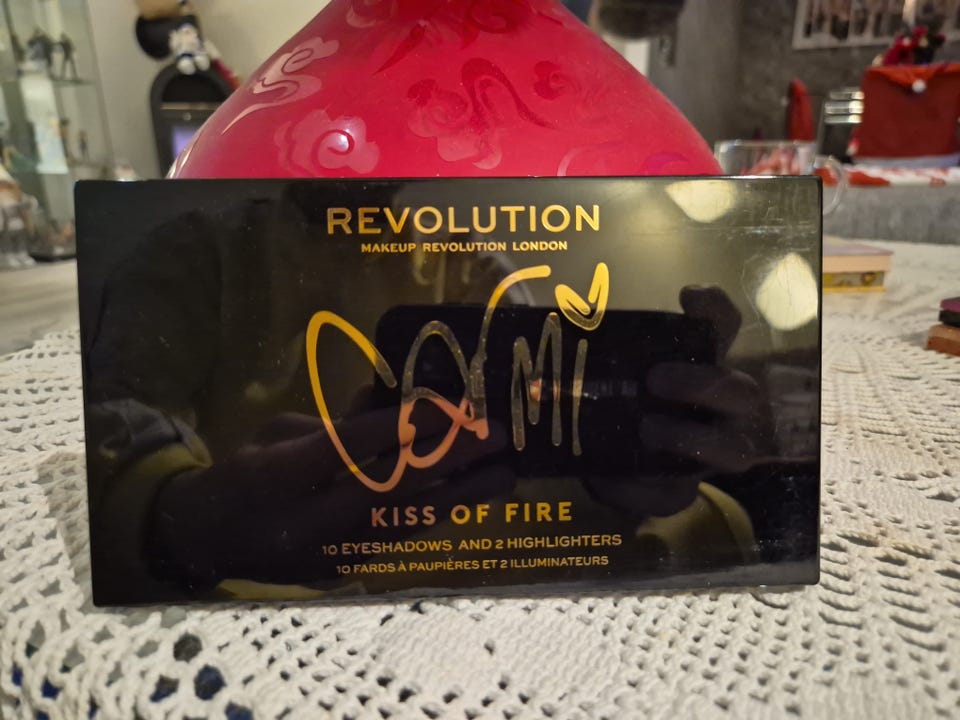 REVOLUTION
MAKEUP REVOLUTION LONDON
Carmi
KISS OF FIRE
10 EYESHADOWS AND 2 HIGHLIGHTERS
10 FARDS À PAUPIÈRES ET 2 ILLUMINATEURS